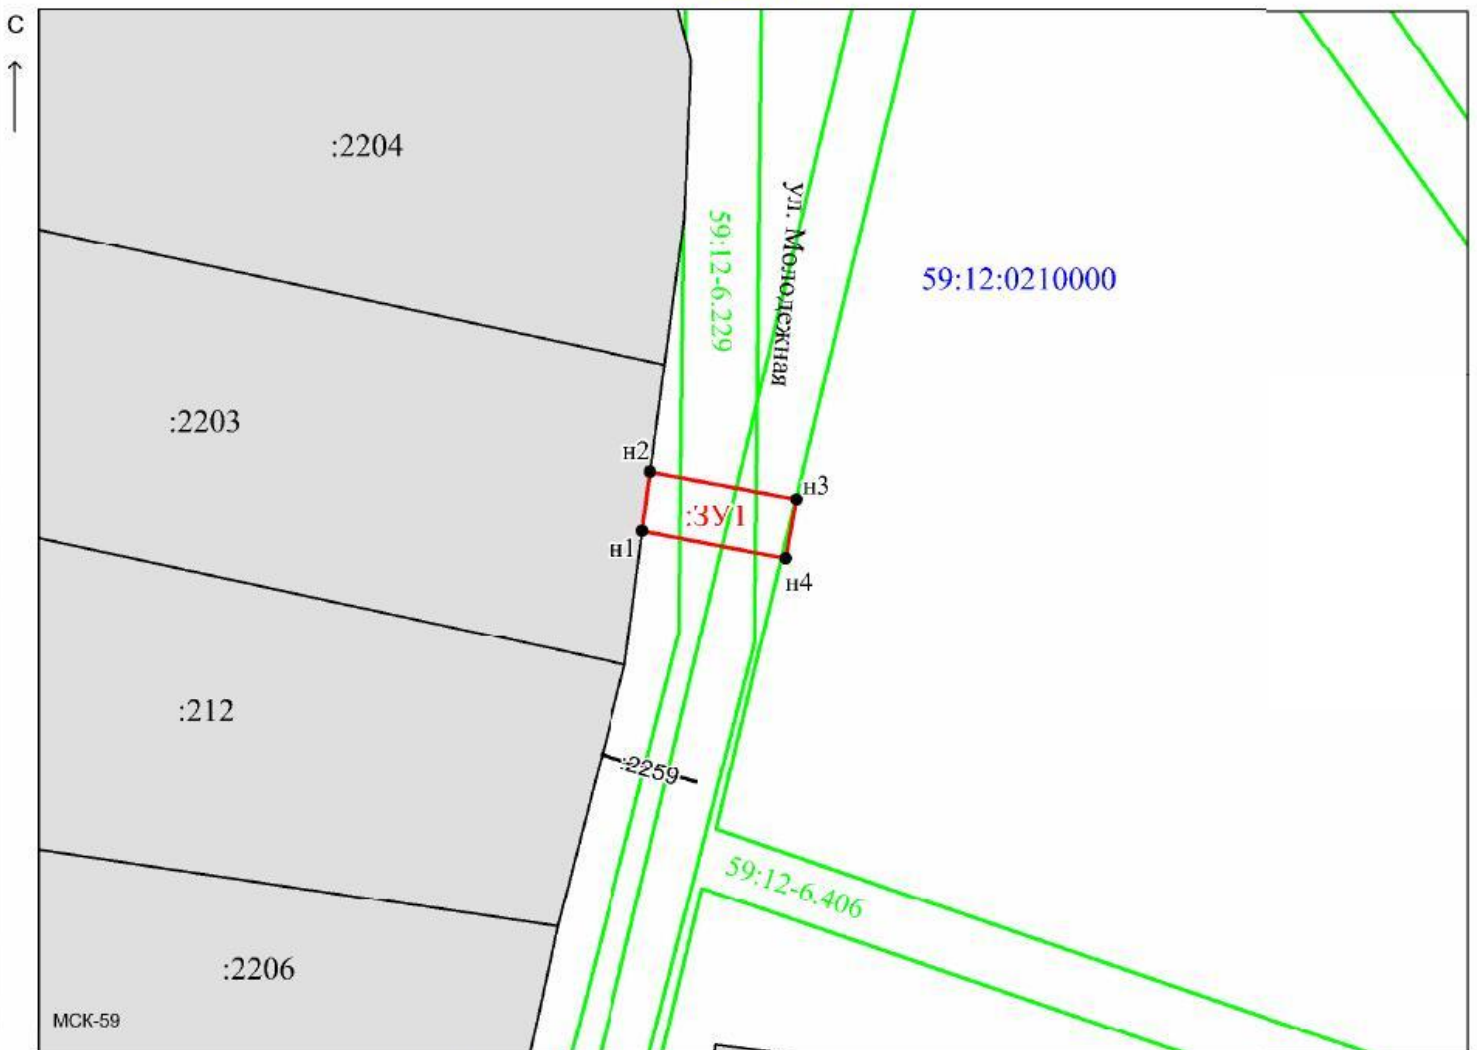 С
:2204
59:12-6.229
ул. Молодежная
59:12:0210000
:2203
н2
н3
:ЗУ1
н1
н4
:212
:2259
59:12-6.406
:2206
МСК-59